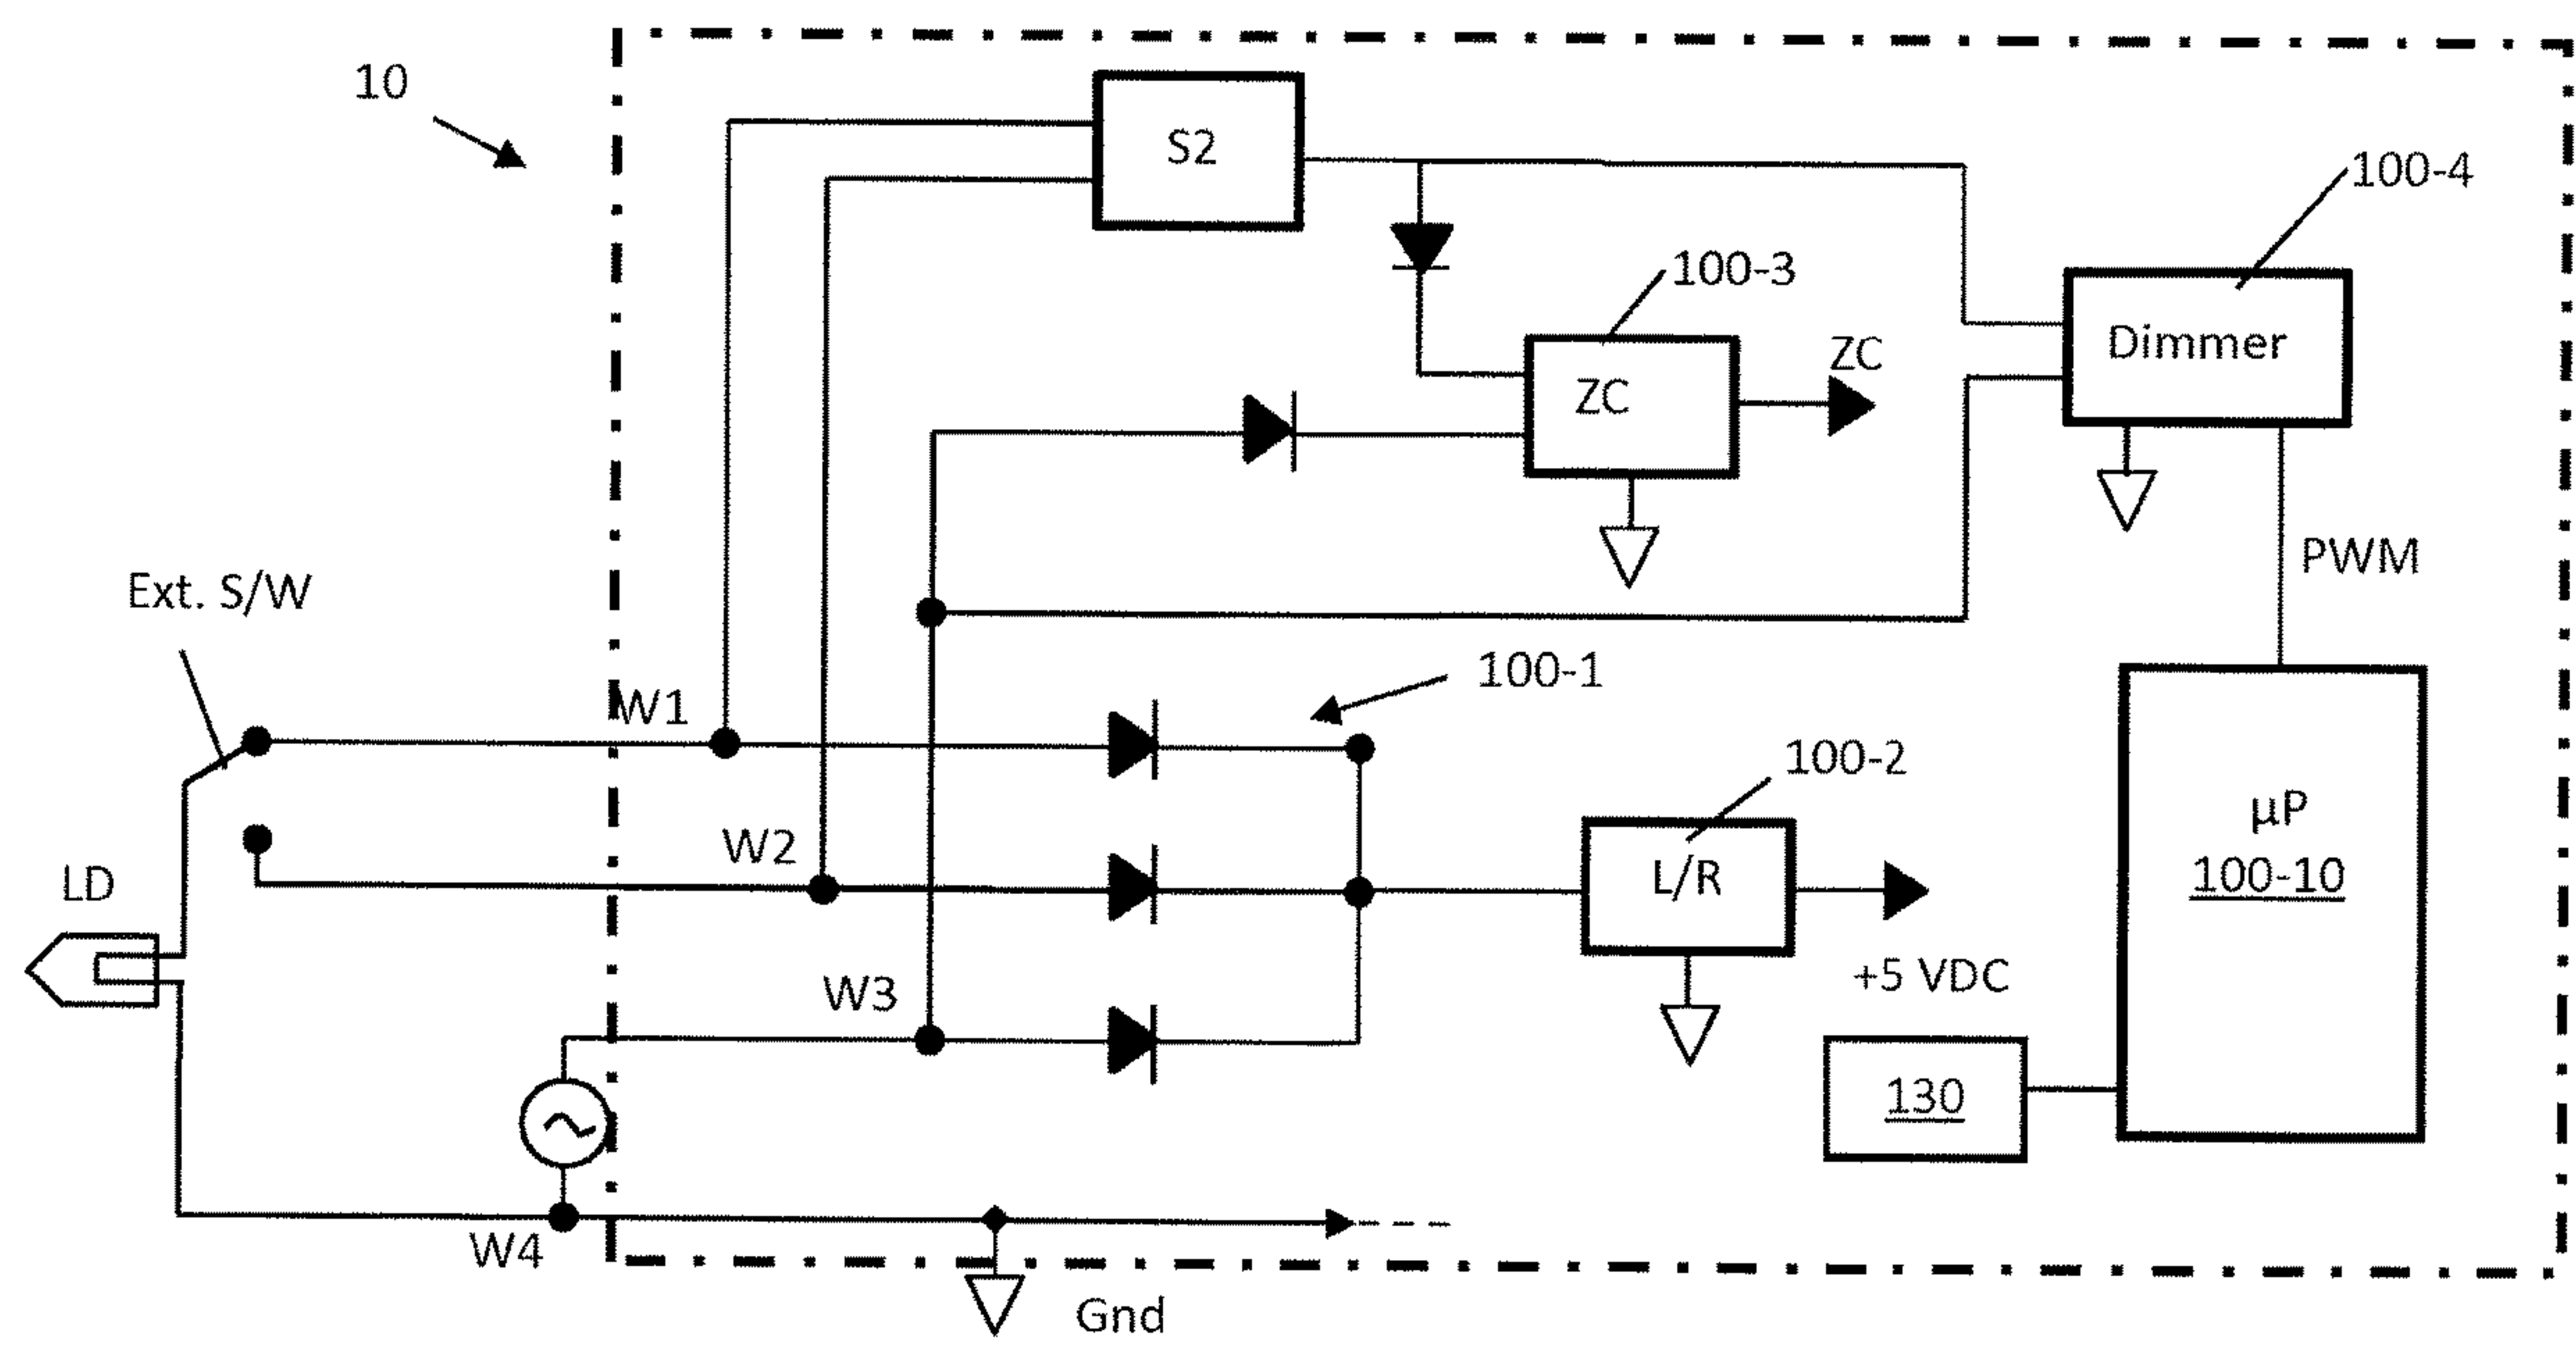 10
S2
100-4
100-3
ZC
ZC
Dimmer
PWM
Ext. S/W
W1
100-1
100-2
W2
L/R
µP
100-10
LD
+5 VDC
W3
130
W4
Gnd